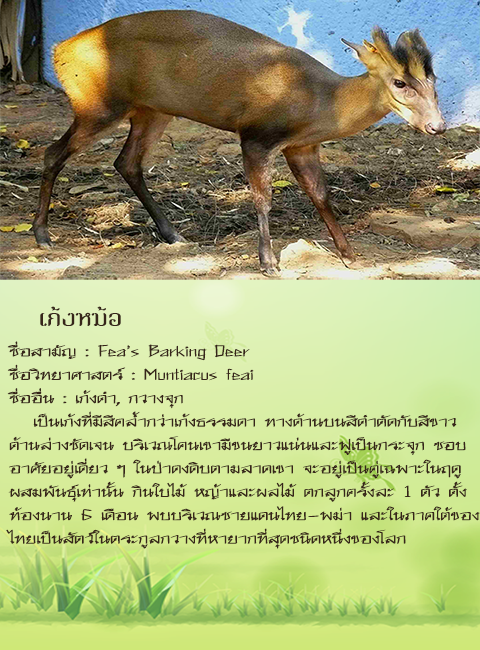 เก้งหม้อ
ชื่อสามัญ : Fea's Barking Deer
ชื่อวิทยาศาสตร์ : Muntiacus feai
ชื่ออื่น : เก้งดำ, กวางจุก
เป็นเก้งที่มีสีคล้ำกว่าเก้งธรรมดา ทางด้านบนสีดำตัดกับสีขาว
ด้านล่างชัดเจน บริเวณโคนเขามีขนยาวแน่นและฟูเป็นกระจุก ชอบ
อาศัยอยู่เดี่ยว ๆ ในป่าดงดิบตามลาดเขา จะอยู่เป็นคู่เฉพาะในฤดู
ผสมพันธุ์เท่านั้น กินใบไม้ หญ้าและผลไม้ ตกลูกครั้งละ 1 ตัว ตั้ง
ท้องนาน 6 เดือน พบบริเวณชายแดนไทย-พม่า และในภาคใต้ของ
ไทยเป็นสัตว์ในตระกูลกวางที่หายากที่สุดชนิดหนึ่งของโลก